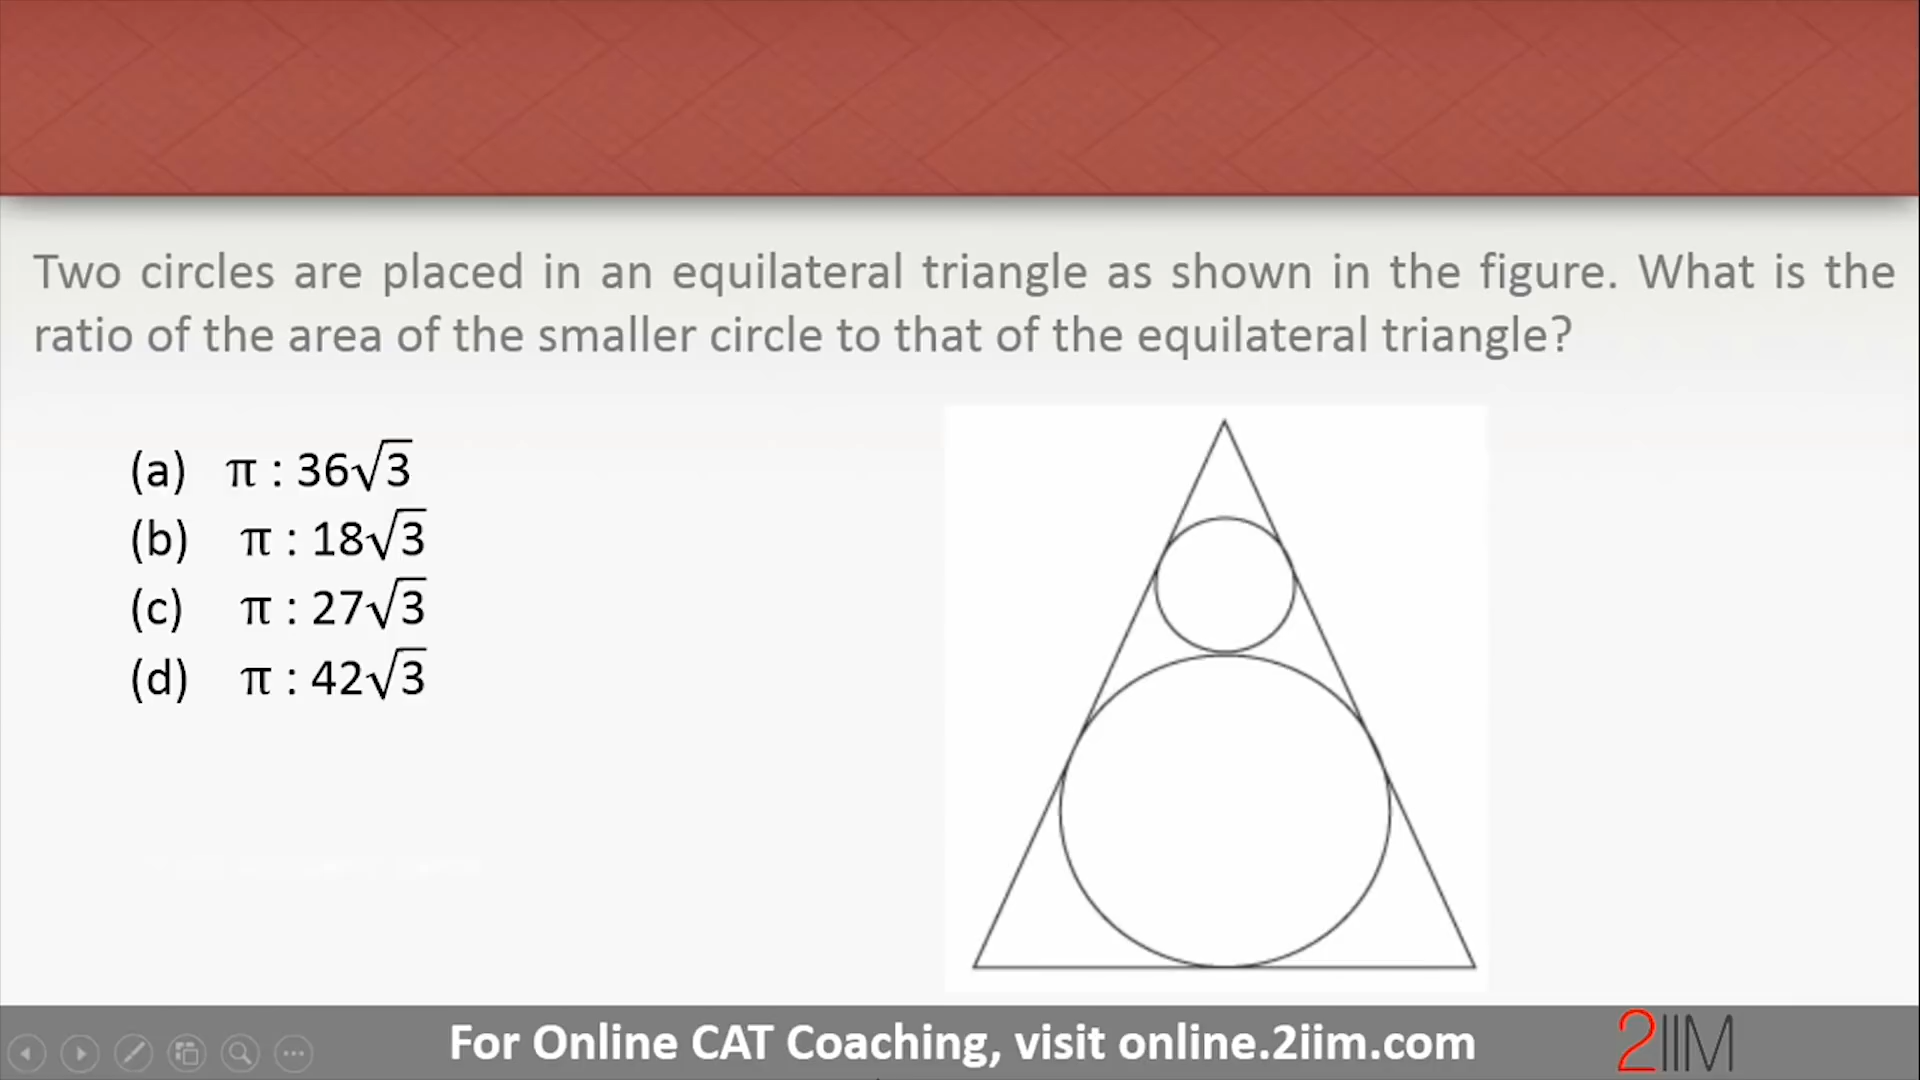 Two circles are placed in an equilateral triangle as shown in the figure. What is the
ratio of the area of the smaller circle to that of the equilateral triangle?
(a) π : 36√3
(b) π : 18√3
(c) π : 27√3
(d) π : 42√3
For Online CAT Coaching, visit online.2iim.com
2IIM